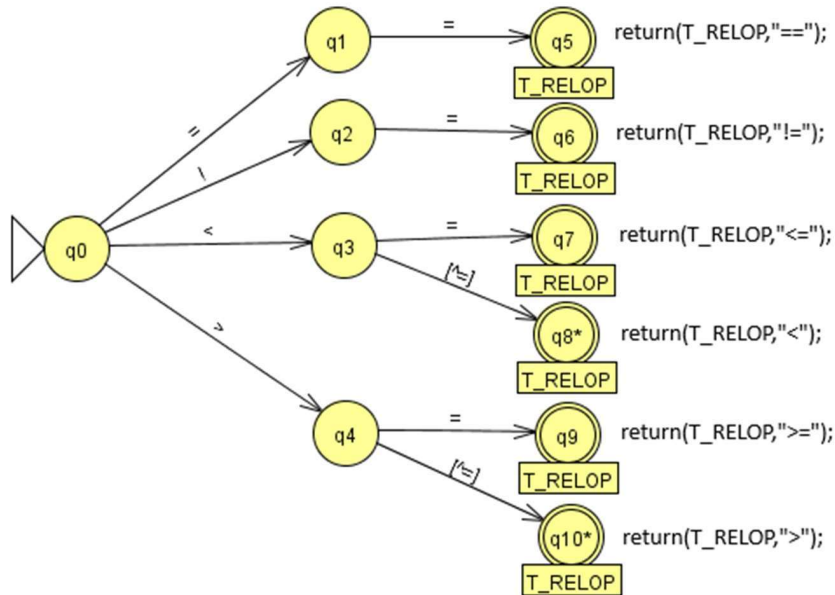 =
q1
=
q5
return(T_RELOP,"==");
T_RELOP
!
q2
=
q6
return(T_RELOP,"!=");
T_RELOP
q0
<
q3
=
q7
return(T_RELOP,"<=");
T_RELOP
[^=]
q8*
return(T_RELOP,"<");
T_RELOP
>
q4
=
q9
return(T_RELOP,">=");
T_RELOP
[^=]
q10*
return(T_RELOP,">");
T_RELOP